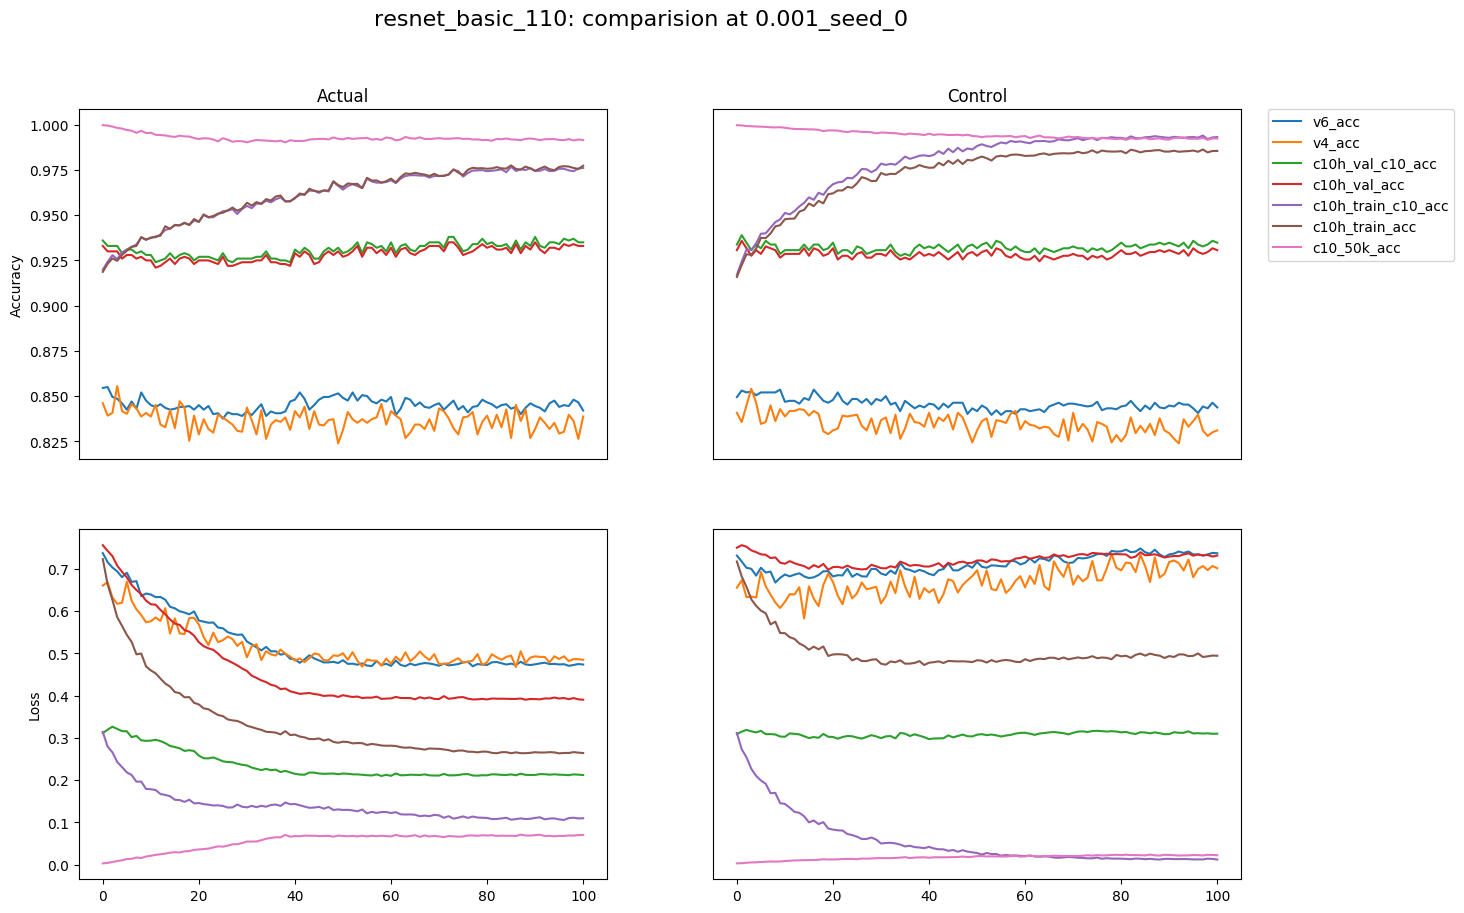 resnet_basic_110: comparision at 0.001_seed_0
Actual
Control
Accuracy
1.000
0.975
0.950
0.925
0.900
0.875
0.850
0.825
v6_acc
v4_acc
c10h_val_c10_acc
c10h_val_acc
c10h_train_c10_acc
c10h_train_acc
c10_50k_acc
Loss
0.7
0.6
0.5
0.4
0.3
0.2
0.1
0.0
0 20 40 60 80 100
0 20 40 60 80 100